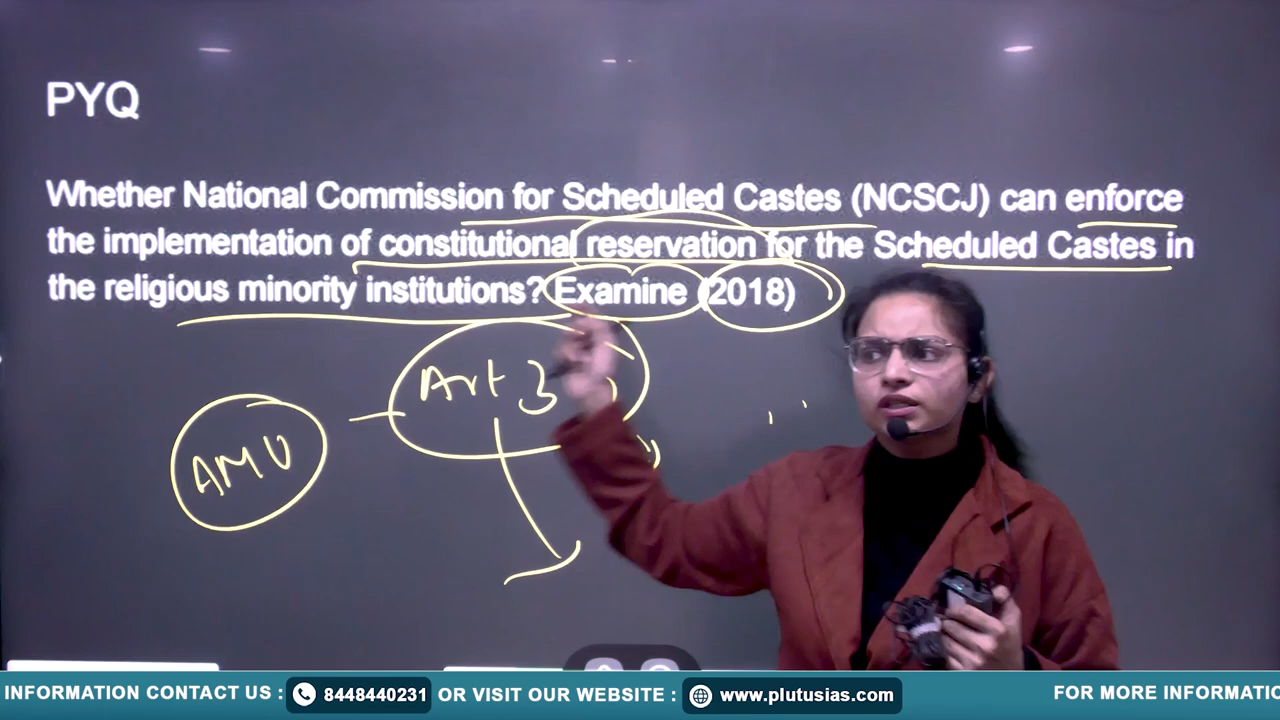 PYQ
Whether National Commission for Scheduled Castes (NCSCJ) can enforce
the implementation of constitutional reservation for the Scheduled Castes in
the religious minority institutions? Examine (2018)
Art 3
AMU
INFORMATION CONTACT US : 8448440231 OR VISIT OUR WEBSITE : www.plutusias.com FOR MORE INFORMATIO